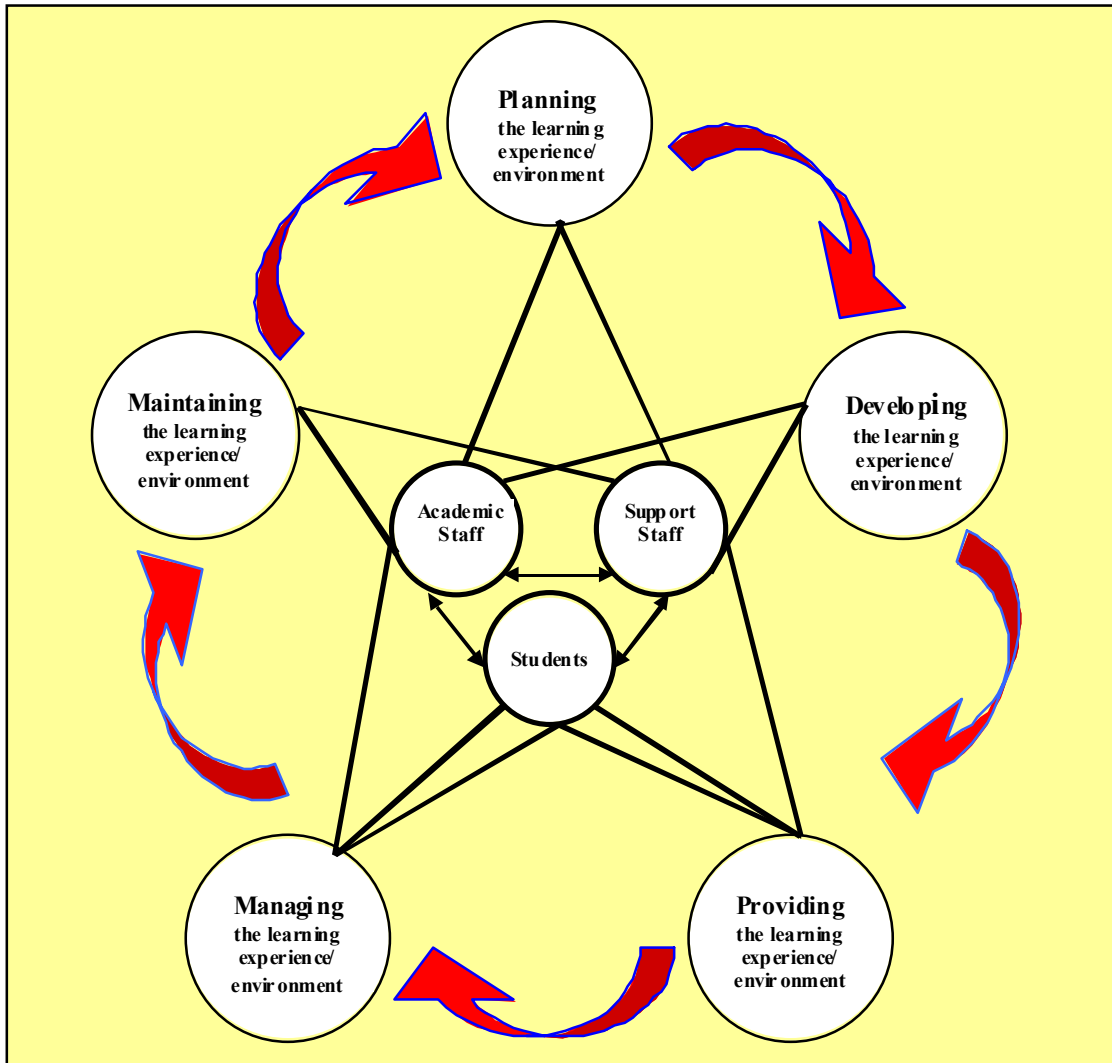 Planning
the learning
experience/
environment
Maintaining
the learning
experience/
environment
Developing
the learning
experience/
environment
Academic
Staff
Support
Staff
Students
Managing
the learning
experience/
environment
Providing
the learning
experience/
environment